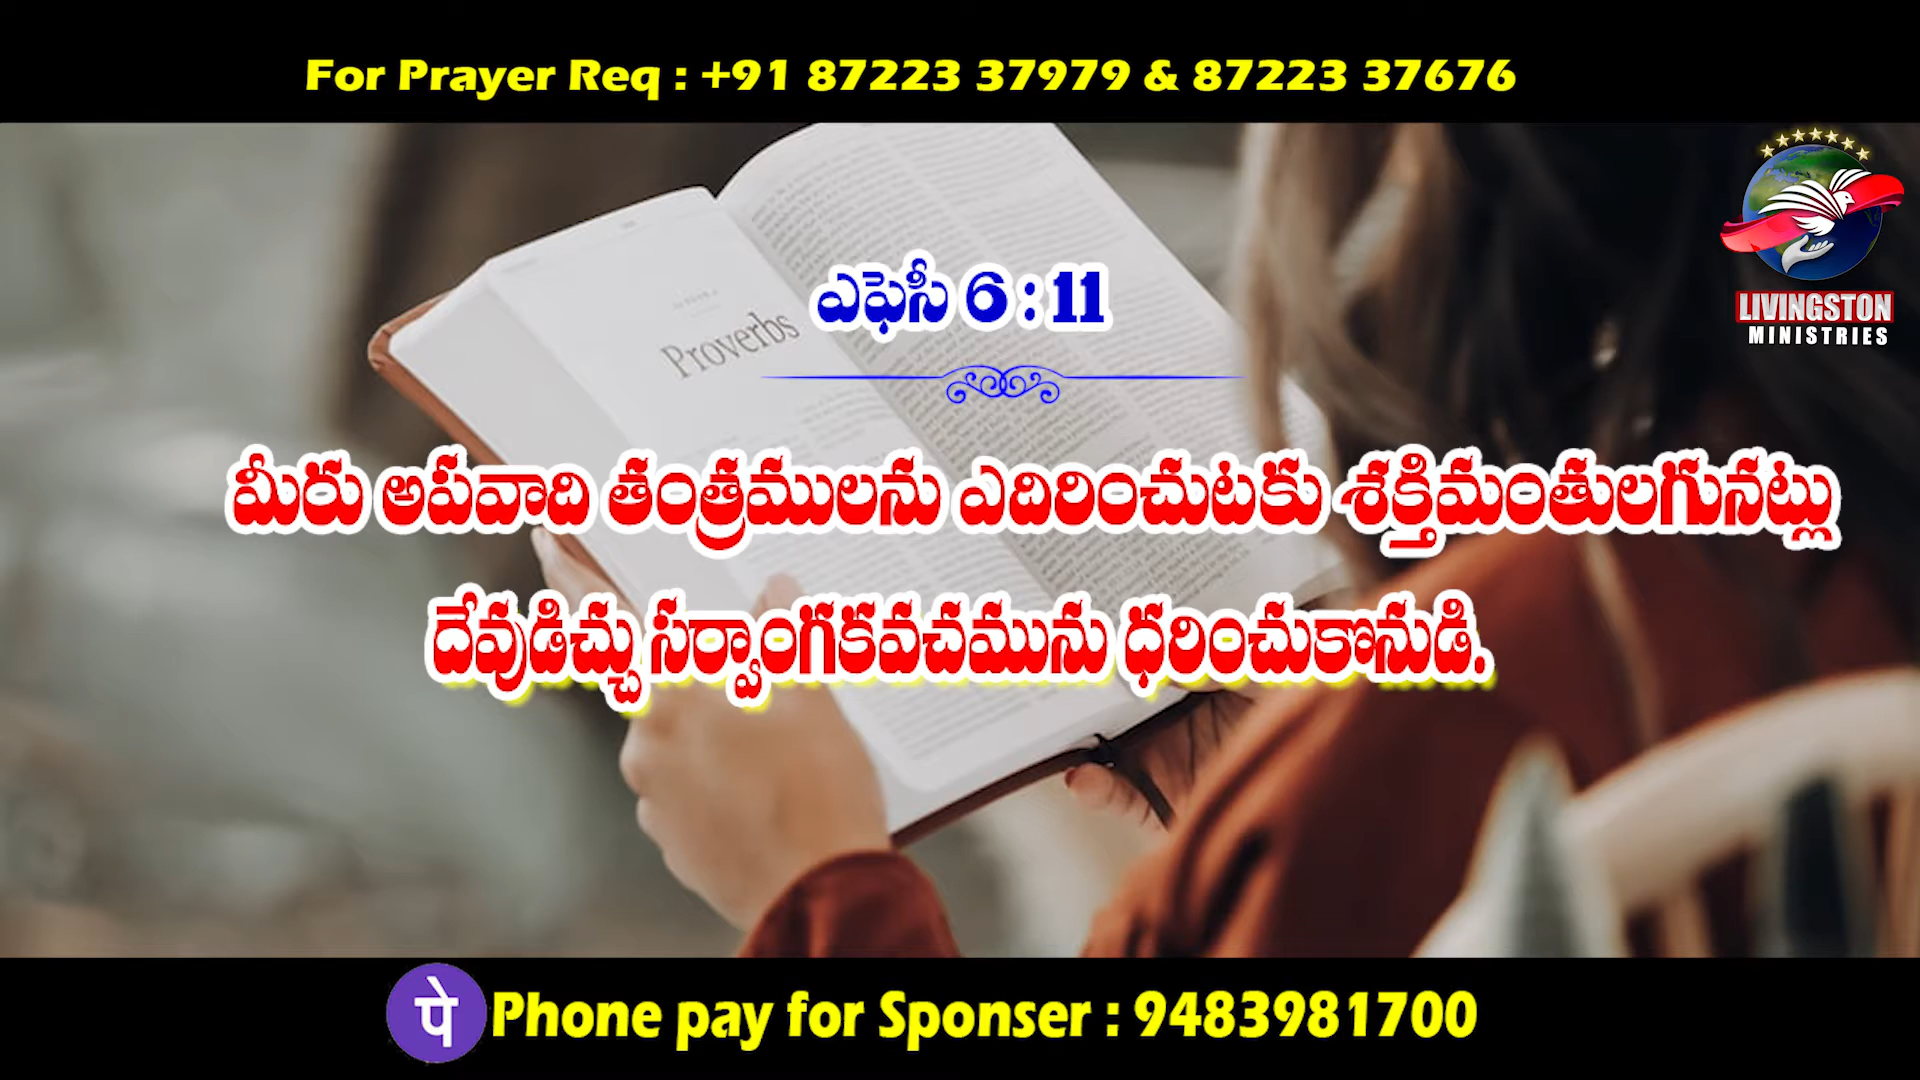 For Prayer Req : +91 87223 37979 & 87223 37676
LIVINGSTON
MINISTRIES
ఎఫెసీ 6 : 11
Proverbs
మీరు అపవాది తంత్రములను ఎదిరించుటకు శక్తిమంతులగునట్లు
దేవుడిచ్చు సర్వాంగకవచమును ధరించుకొనుడి.
पे Phone pay for Sponser : 9483981700